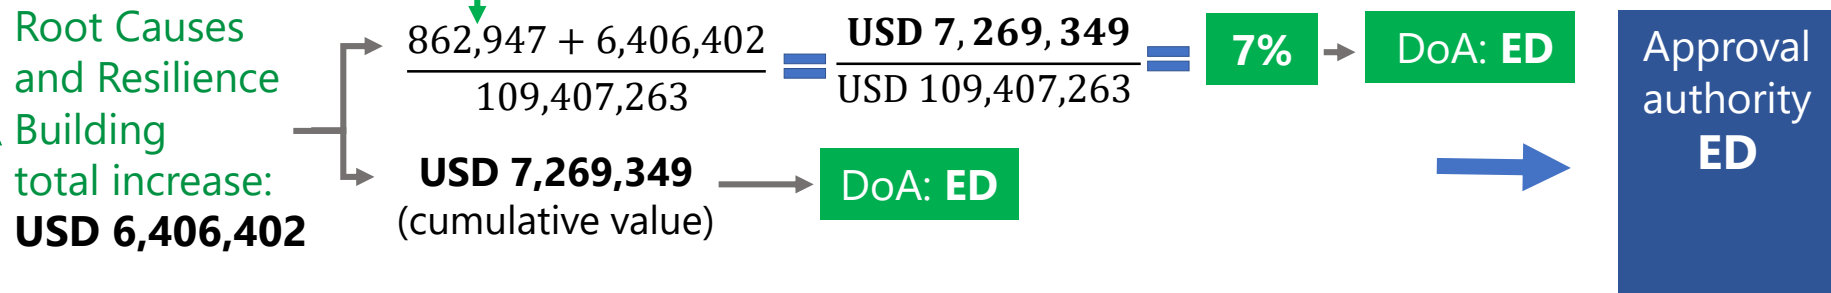 Root Causes
and Resilience
Building
total increase:
USD 6,406,402
862,947 + 6,406,402
109,407,263
=
USD 7,269,349
USD 109,407,263
=
7%
DoA: ED
USD 7,269,349
(cumulative value)
DoA: ED
Approval
authority
ED